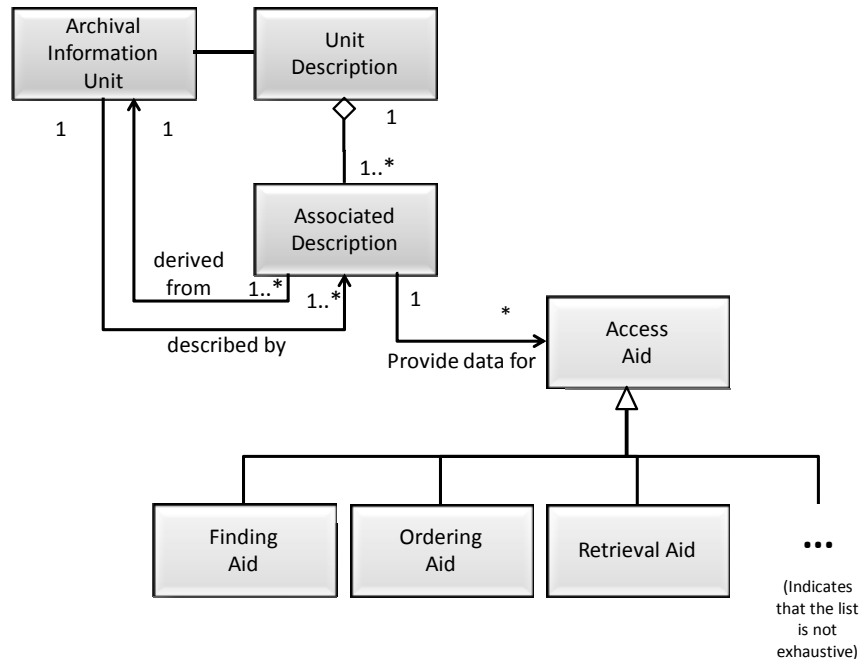 Archival
Information
Unit
Unit
Description
1
1
1
1..*
Associated
Description
derived
from
1..*
1..*
1
*
described by
Provide data for
Access
Aid
Finding
Aid
Ordering
Aid
Retrieval Aid
...
(Indicates
that the list
is not
exhaustive)